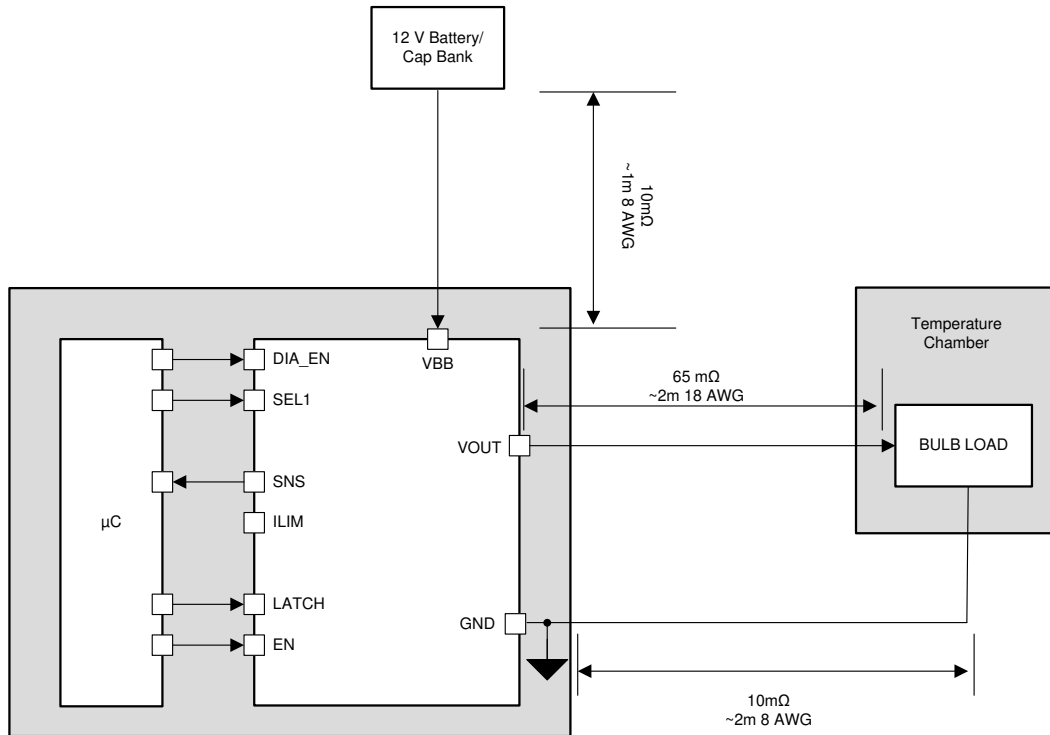 12 V Battery/
Cap Bank
10mΩ
~1m 8 AWG
Temperature
Chamber
DIA_EN
VBB
SEL1
65 mΩ
~2m 18 AWG
VOUT
BULB LOAD
SNS
µC
ILIM
LATCH
GND
EN
10mΩ
~2m 8 AWG